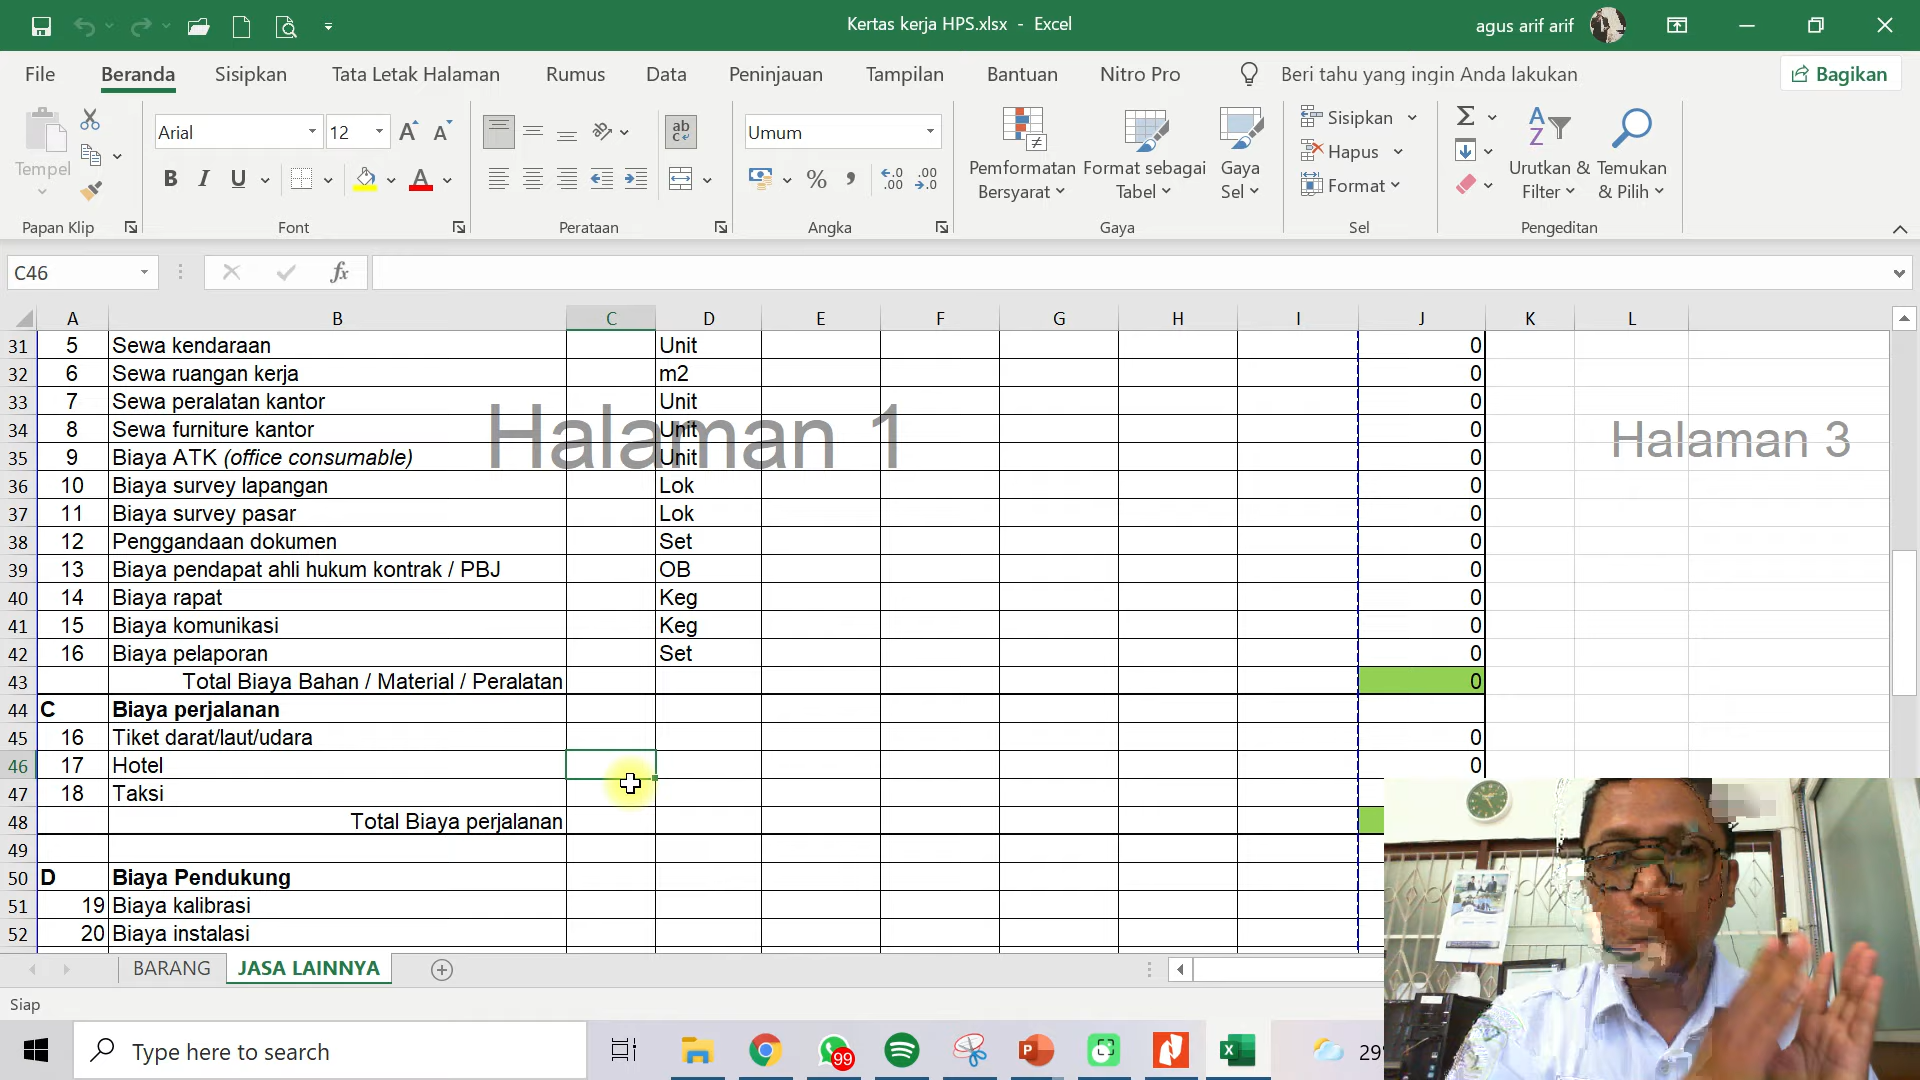 Kertas kerja HPS.xlsx - Excel
agus arif arif
File Beranda Sisipkan Tata Letak Halaman Rumus Data Peninjauan Tampilan Bantuan Nitro Pro Beri tahu yang ingin Anda lakukan Bagikan
Tempel
Arial 12
B I U A
ab
c
Umum
% , ←.0 .00 .00 →.0
Pemformatan Bersyarat
Format sebagai Tabel
Gaya Sel
Sisipkan
Hapus
Format
Urutkan & Filter
Temukan & Pilih
Papan Klip Font Perataan Angka Gaya Sel Pengeditan
C46 fx
A B C D E F G H I J K L
31 5 Sewa kendaraan Unit 0
32 6 Sewa ruangan kerja m2 0
33 7 Sewa peralatan kantor Unit 0
34 8 Sewa furniture kantor Unit 0
Halaman 1 Halaman 3
35 9 Biaya ATK (office consumable) Unit 0
36 10 Biaya survey lapangan Lok 0
37 11 Biaya survey pasar Lok 0
38 12 Penggandaan dokumen Set 0
39 13 Biaya pendapat ahli hukum kontrak / PBJ OB 0
40 14 Biaya rapat Keg 0
41 15 Biaya komunikasi Keg 0
42 16 Biaya pelaporan Set 0
43 Total Biaya Bahan / Material / Peralatan 0
44 C Biaya perjalanan
45 16 Tiket darat/laut/udara 0
46 17 Hotel 0
47 18 Taksi
48 Total Biaya perjalanan
49
50 D Biaya Pendukung
51 19 Biaya kalibrasi
52 20 Biaya instalasi
BARANG JASA LAINNYA
Siap
Type here to search
99
29